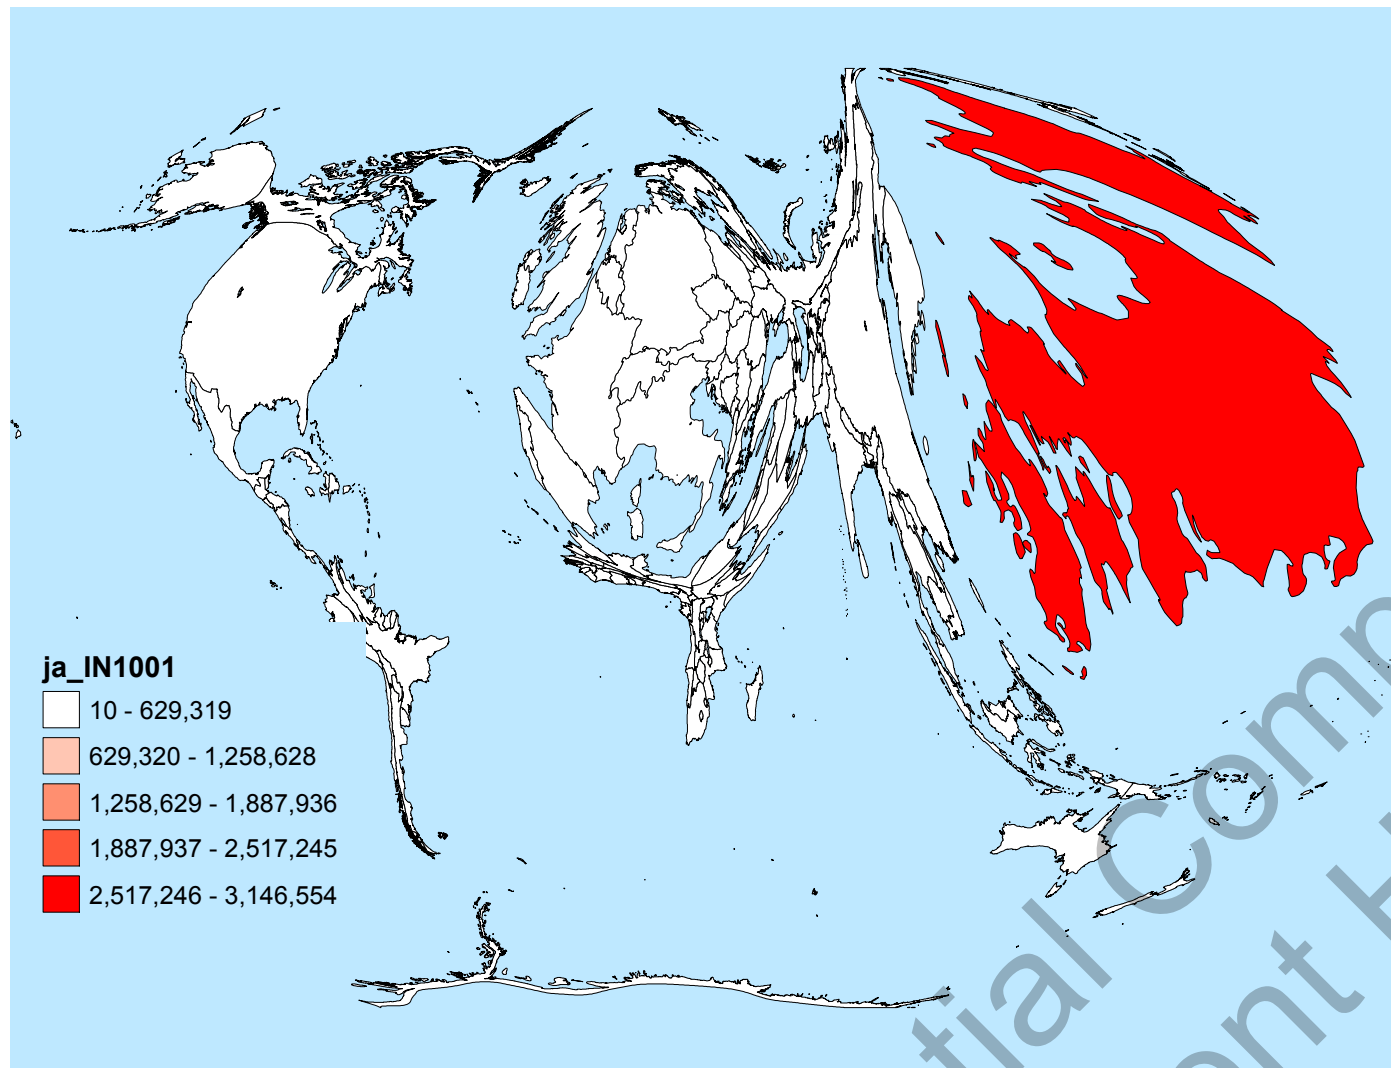 ja_IN1001
10 - 629,319
629,320 - 1,258,628
1,258,629 - 1,887,936
1,887,937 - 2,517,245
2,517,246 - 3,146,554